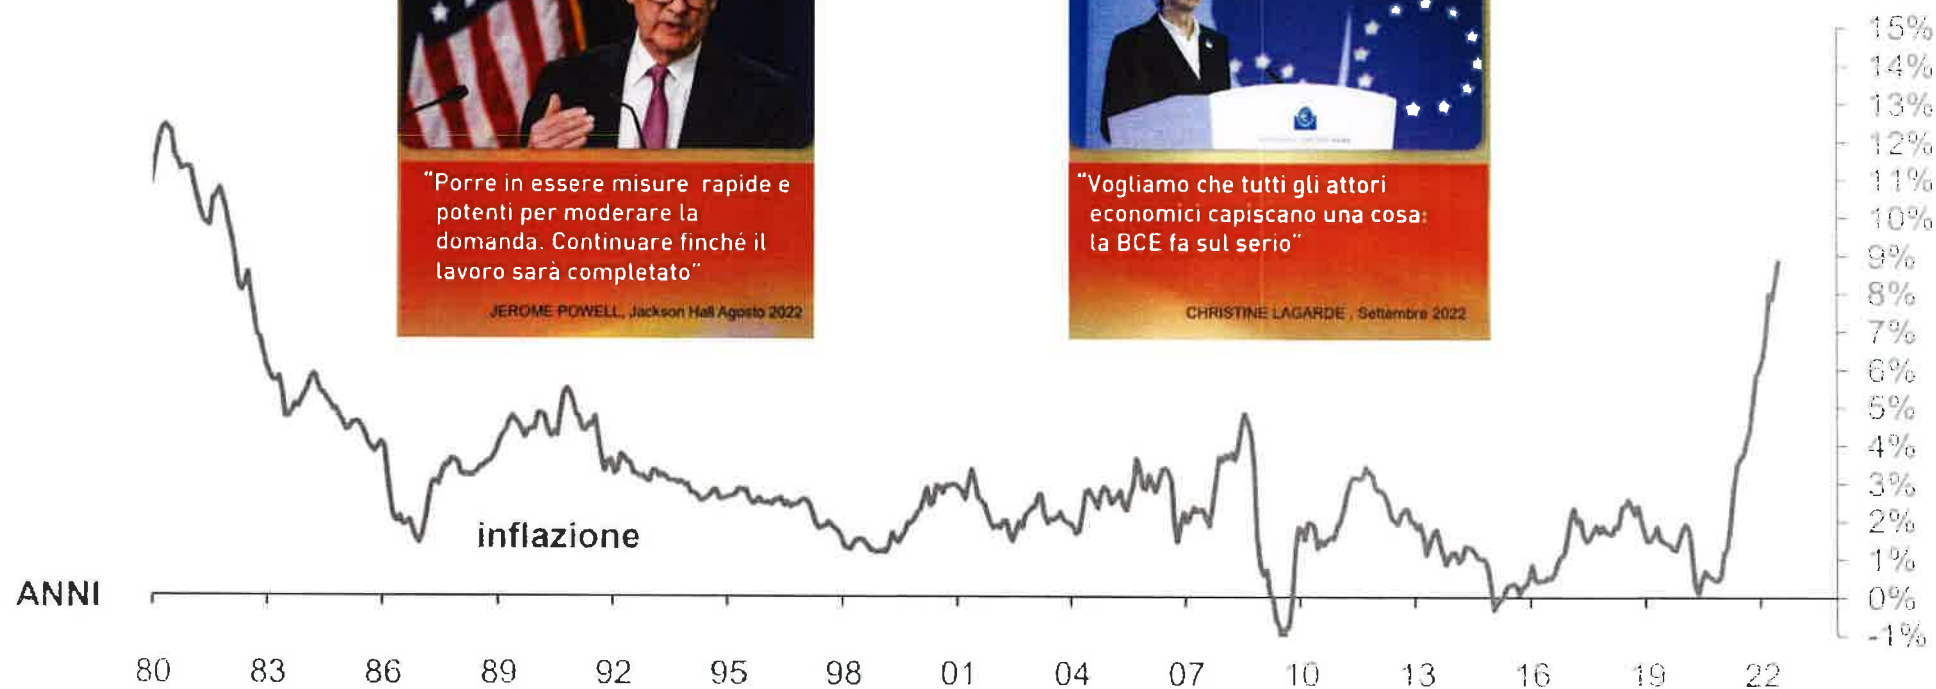 “Porre in essere misure rapide e
potenti per moderare la
domanda. Continuare finché il
lavoro sarà completato”
JEROME POWELL, Jackson Hall Agosto 2022
“Vogliamo che tutti gli attori
economici capiscano una cosa:
la BCE fa sul serio”
CHRISTINE LAGARDE , Settembre 2022
15%
14%
13%
12%
11%
10%
9%
8%
7%
6%
5%
4%
3%
2%
1%
0%
-1%
inflazione
ANNI
80 83 86 89 92 95 98 01 04 07 10 13 16 19 22